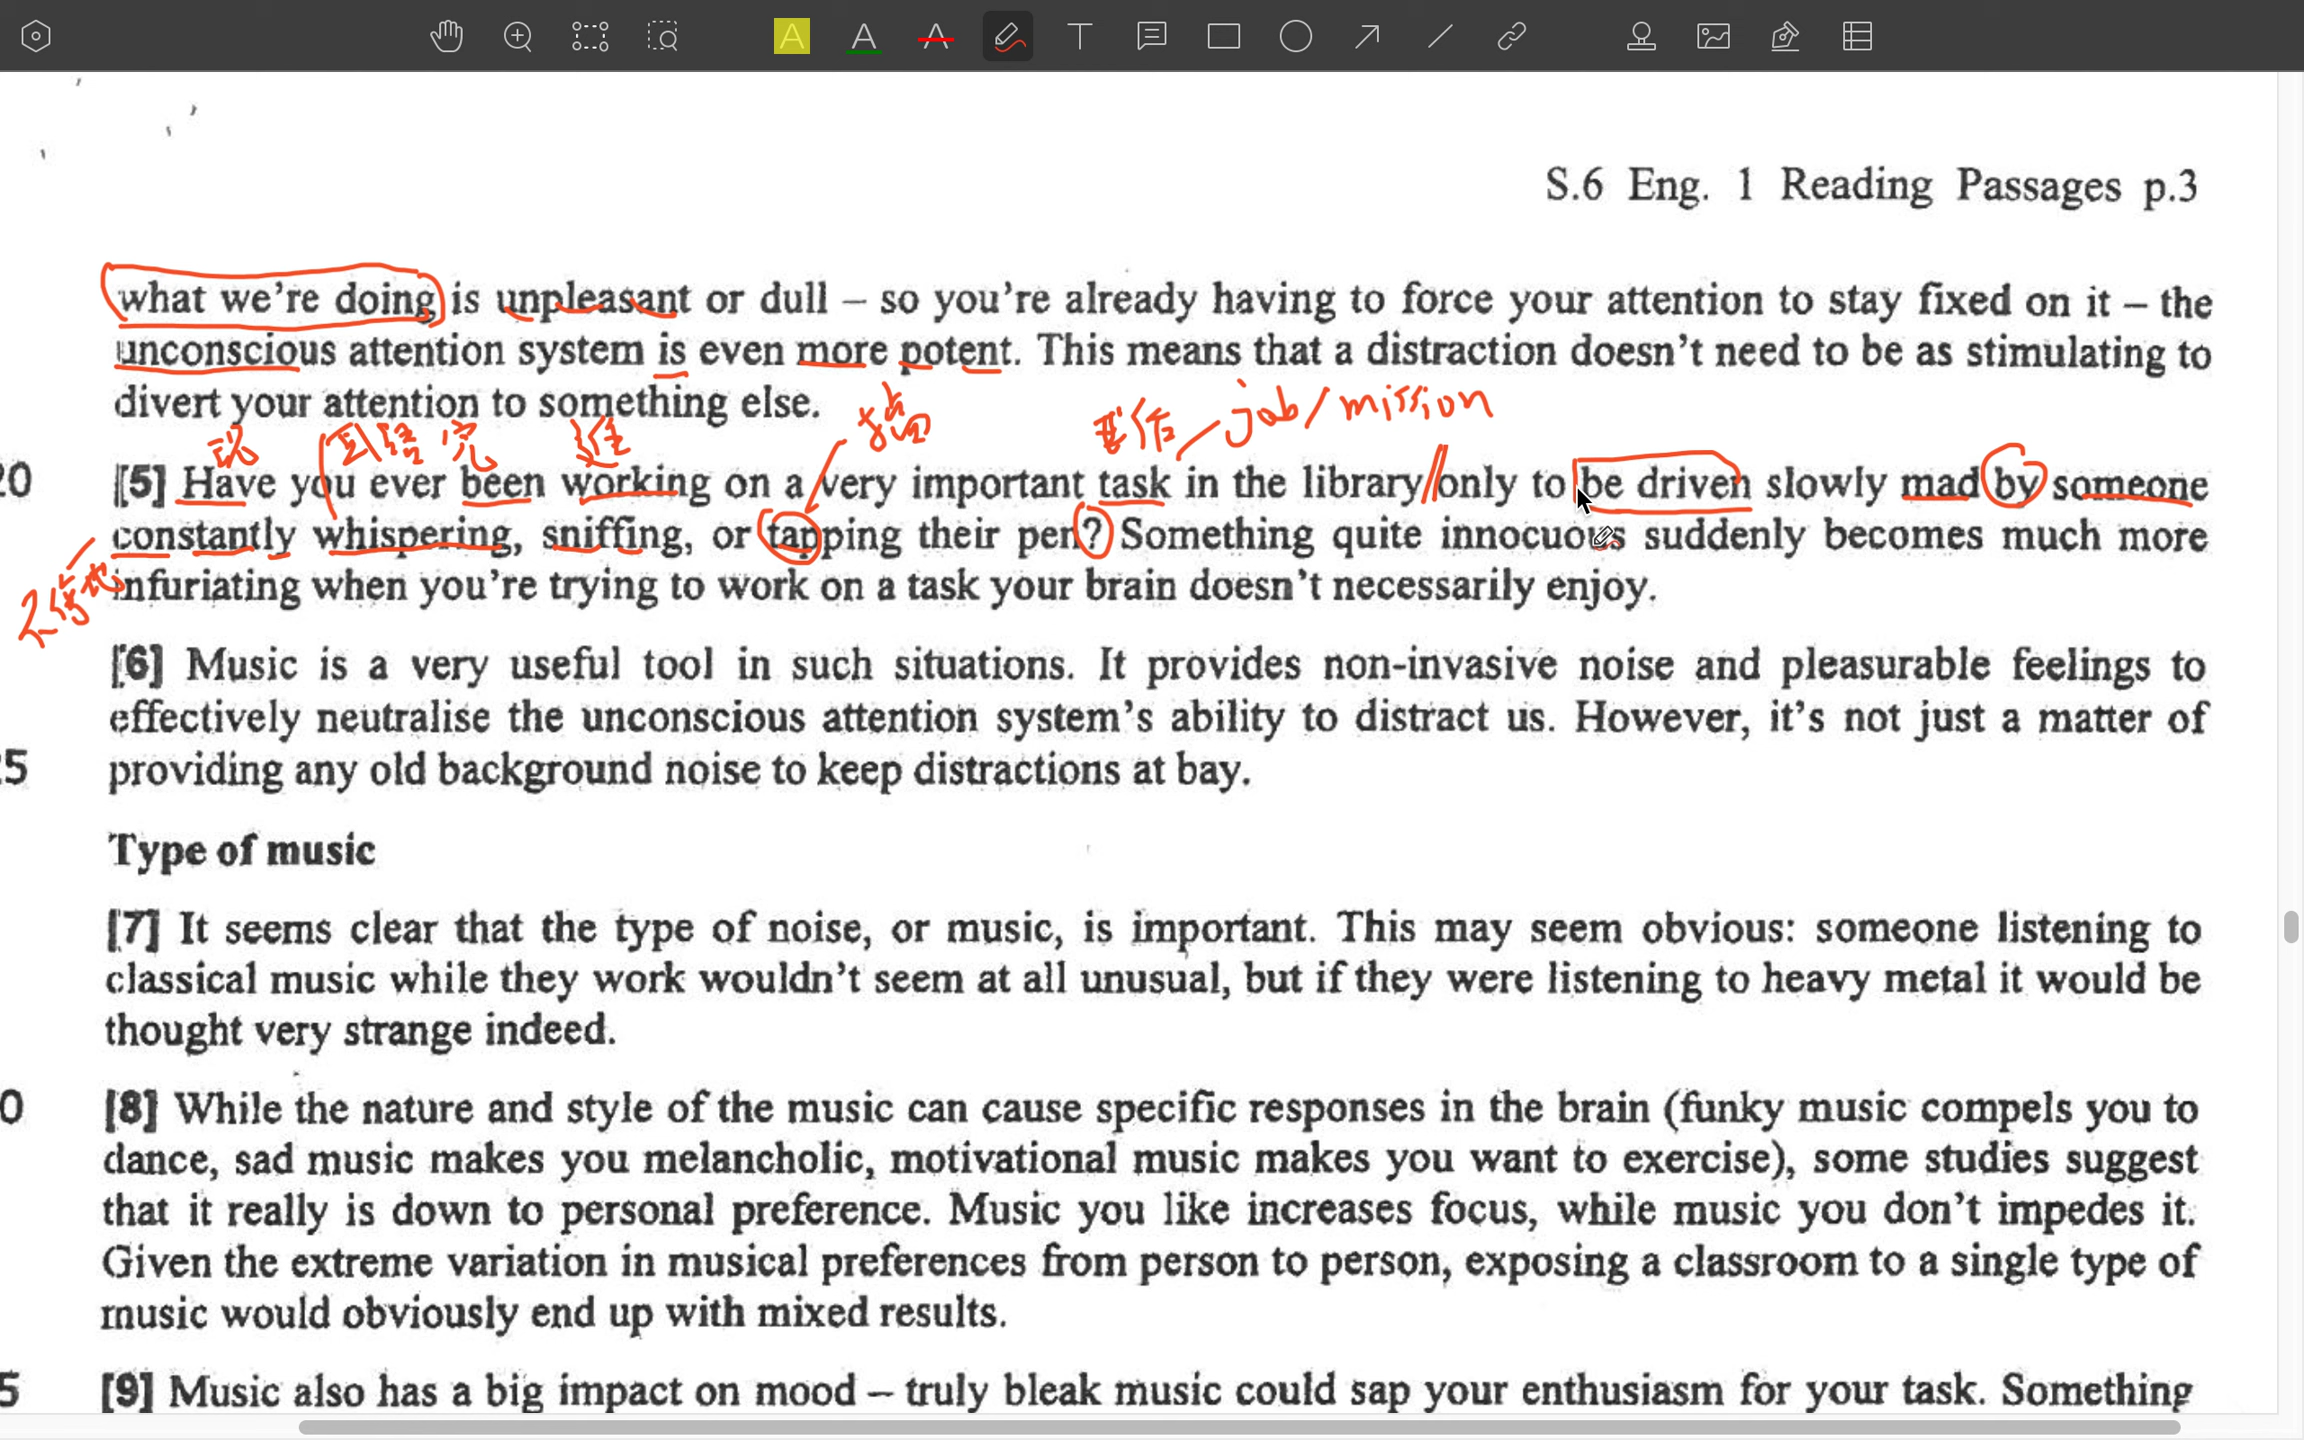 S.6 Eng. 1 Reading Passages p.3
what we're doing is unpleasant or dull – so you're already having to force your attention to stay fixed on it – the
unconscious attention system is even more potent. This means that a distraction doesn't need to be as stimulating to
divert your attention to something else.
job/mission
20 [5] Have you ever been working on a very important task in the library, only to be driven slowly mad by someone
constantly whispering, sniffing, or tapping their pen? Something quite innocuous suddenly becomes much more
infuriating when you're trying to work on a task your brain doesn't necessarily enjoy.
[6] Music is a very useful tool in such situations. It provides non-invasive noise and pleasurable feelings to
effectively neutralise the unconscious attention system's ability to distract us. However, it's not just a matter of
5 providing any old background noise to keep distractions at bay.
Type of music
[7] It seems clear that the type of noise, or music, is important. This may seem obvious: someone listening to
classical music while they work wouldn't seem at all unusual, but if they were listening to heavy metal it would be
thought very strange indeed.
0 [8] While the nature and style of the music can cause specific responses in the brain (funky music compels you to
dance, sad music makes you melancholic, motivational music makes you want to exercise), some studies suggest
that it really is down to personal preference. Music you like increases focus, while music you don't impedes it.
Given the extreme variation in musical preferences from person to person, exposing a classroom to a single type of
music would obviously end up with mixed results.
5 [9] Music also has a big impact on mood – truly bleak music could sap your enthusiasm for your task. Something